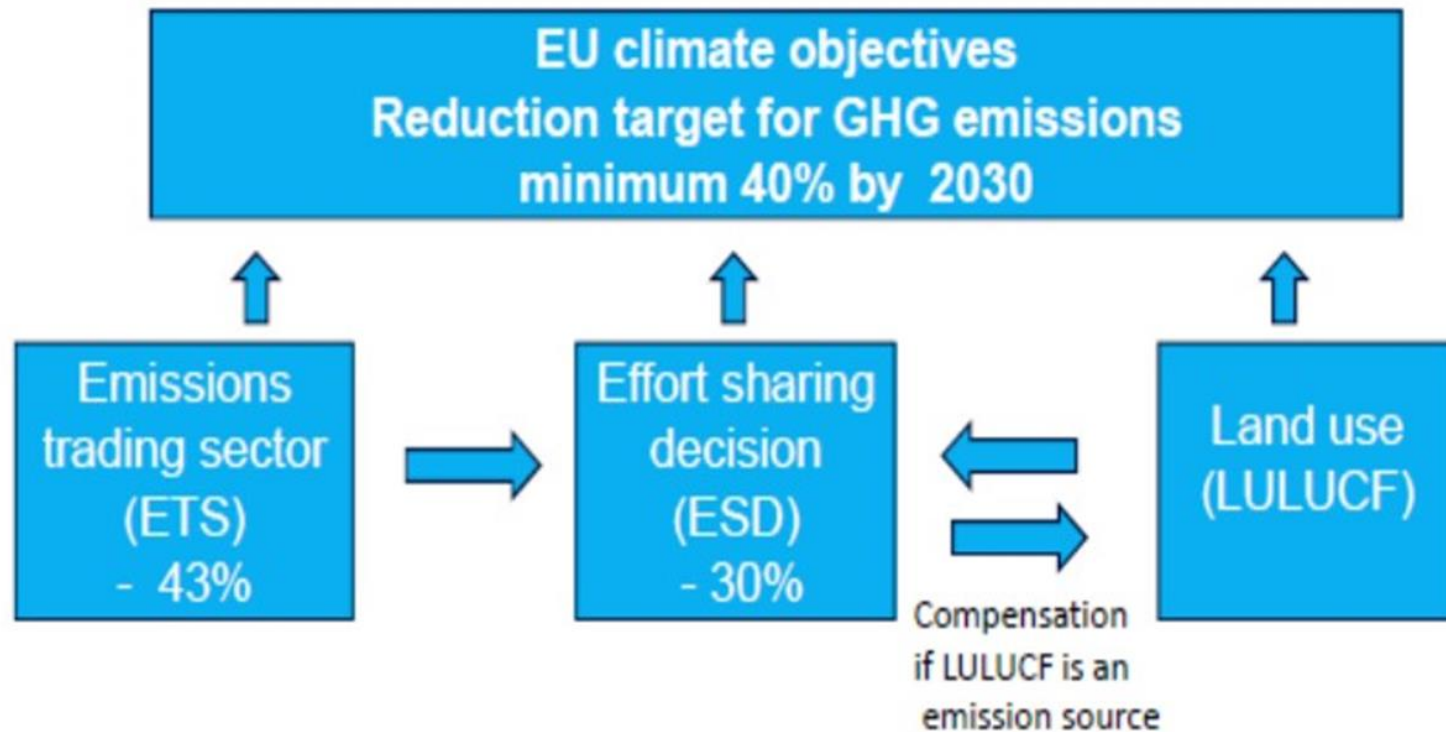 EU climate objectives
Reduction target for GHG emissions
minimum 40% by 2030
Emissions
trading sector
(ETS)
- 43%
Effort sharing
decision
(ESD)
- 30%
Land use
(LULUCF)
Compensation
if LULUCF is an
emission source